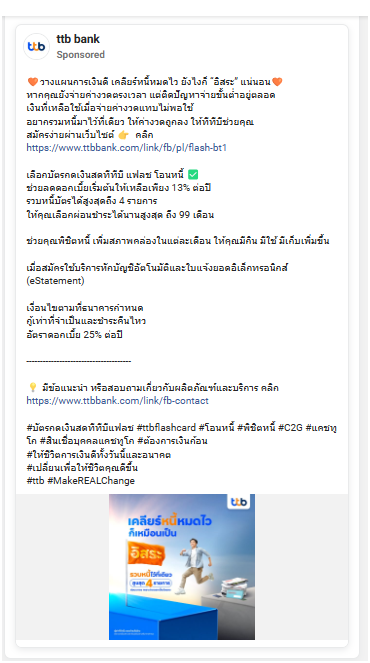 ttb bank
Sponsored
ttb
🧡วางแผนการเงินดี เคลียร์หนี้หมดไว ยังไงก็ "อิสระ" แน่นอน🧡
หากคุณยังจ่ายค่างวดตรงเวลา แต่ติดปัญหาจ่ายขั้นต่ำอยู่ตลอด
เงินที่เหลือใช้เมื่อจ่ายค่างวดแทบไม่พอใช้
อยากรวมหนี้มาไว้ที่เดียว ให้ค่างวดถูกลง ให้ทีทีบีช่วยคุณ
สมัครง่ายผ่านเว็บไซต์ 👉 คลิก
https://www.ttbbank.com/link/fb/pl/flash-bt1
เลือกบัตรกดเงินสดทีทีบี แฟลช โอนหนี้ ✅
ช่วยลดดอกเบี้ยเริ่มต้นให้เหลือเพียง 13% ต่อปี
รวบหนี้บัตรได้สูงสุดถึง 4 รายการ
ให้คุณเลือกผ่อนชำระได้นานสูงสุด ถึง 99 เดือน
ช่วยคุณพิชิตหนี้ เพิ่มสภาพคล่องในแต่ละเดือน ให้คุณมีกิน มีใช้ มีเก็บเพิ่มขึ้น
เมื่อสมัครใช้บริการหักบัญชีอัตโนมัติและใบแจ้งยอดอิเล็กทรอนิกส์
(eStatement)
เงื่อนไขตามที่ธนาคารกำหนด
กู้เท่าที่จำเป็นและชำระคืนไหว
อัตราดอกเบี้ย 25% ต่อปี
------------------------------------
💡 มีข้อแนะนำ หรือสอบถามเกี่ยวกับผลิตภัณฑ์และบริการ คลิก
https://www.ttbbank.com/link/fb-contact
#บัตรกดเงินสดทีทีบีแฟลช #ttbflashcard #โอนหนี้ #พิชิตหนี้ #C2G #แคชทู
โก #สินเชื่อบุคคลแคชทูโก #ต้องการเงินก้อน
#ให้ชีวิตการเงินดีทั้งวันนี้และอนาคต
#เปลี่ยนเพื่อให้ชีวิตคุณดีขึ้น
#ttb #MakeREALChange
ttb
เคลียร์หนี้หมดไว
ก็เหมือนเป็น
อิสระ
รวบหนี้ไว้ที่เดียว
สูงสุด 4 รายการ